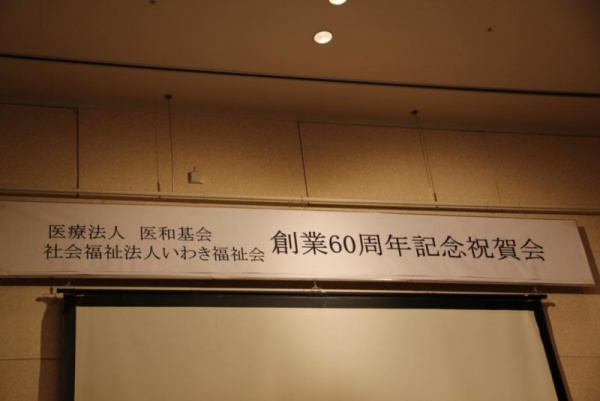 医療法人 医和基会
社会福祉法人いわき福祉会
創業60周年記念祝賀会